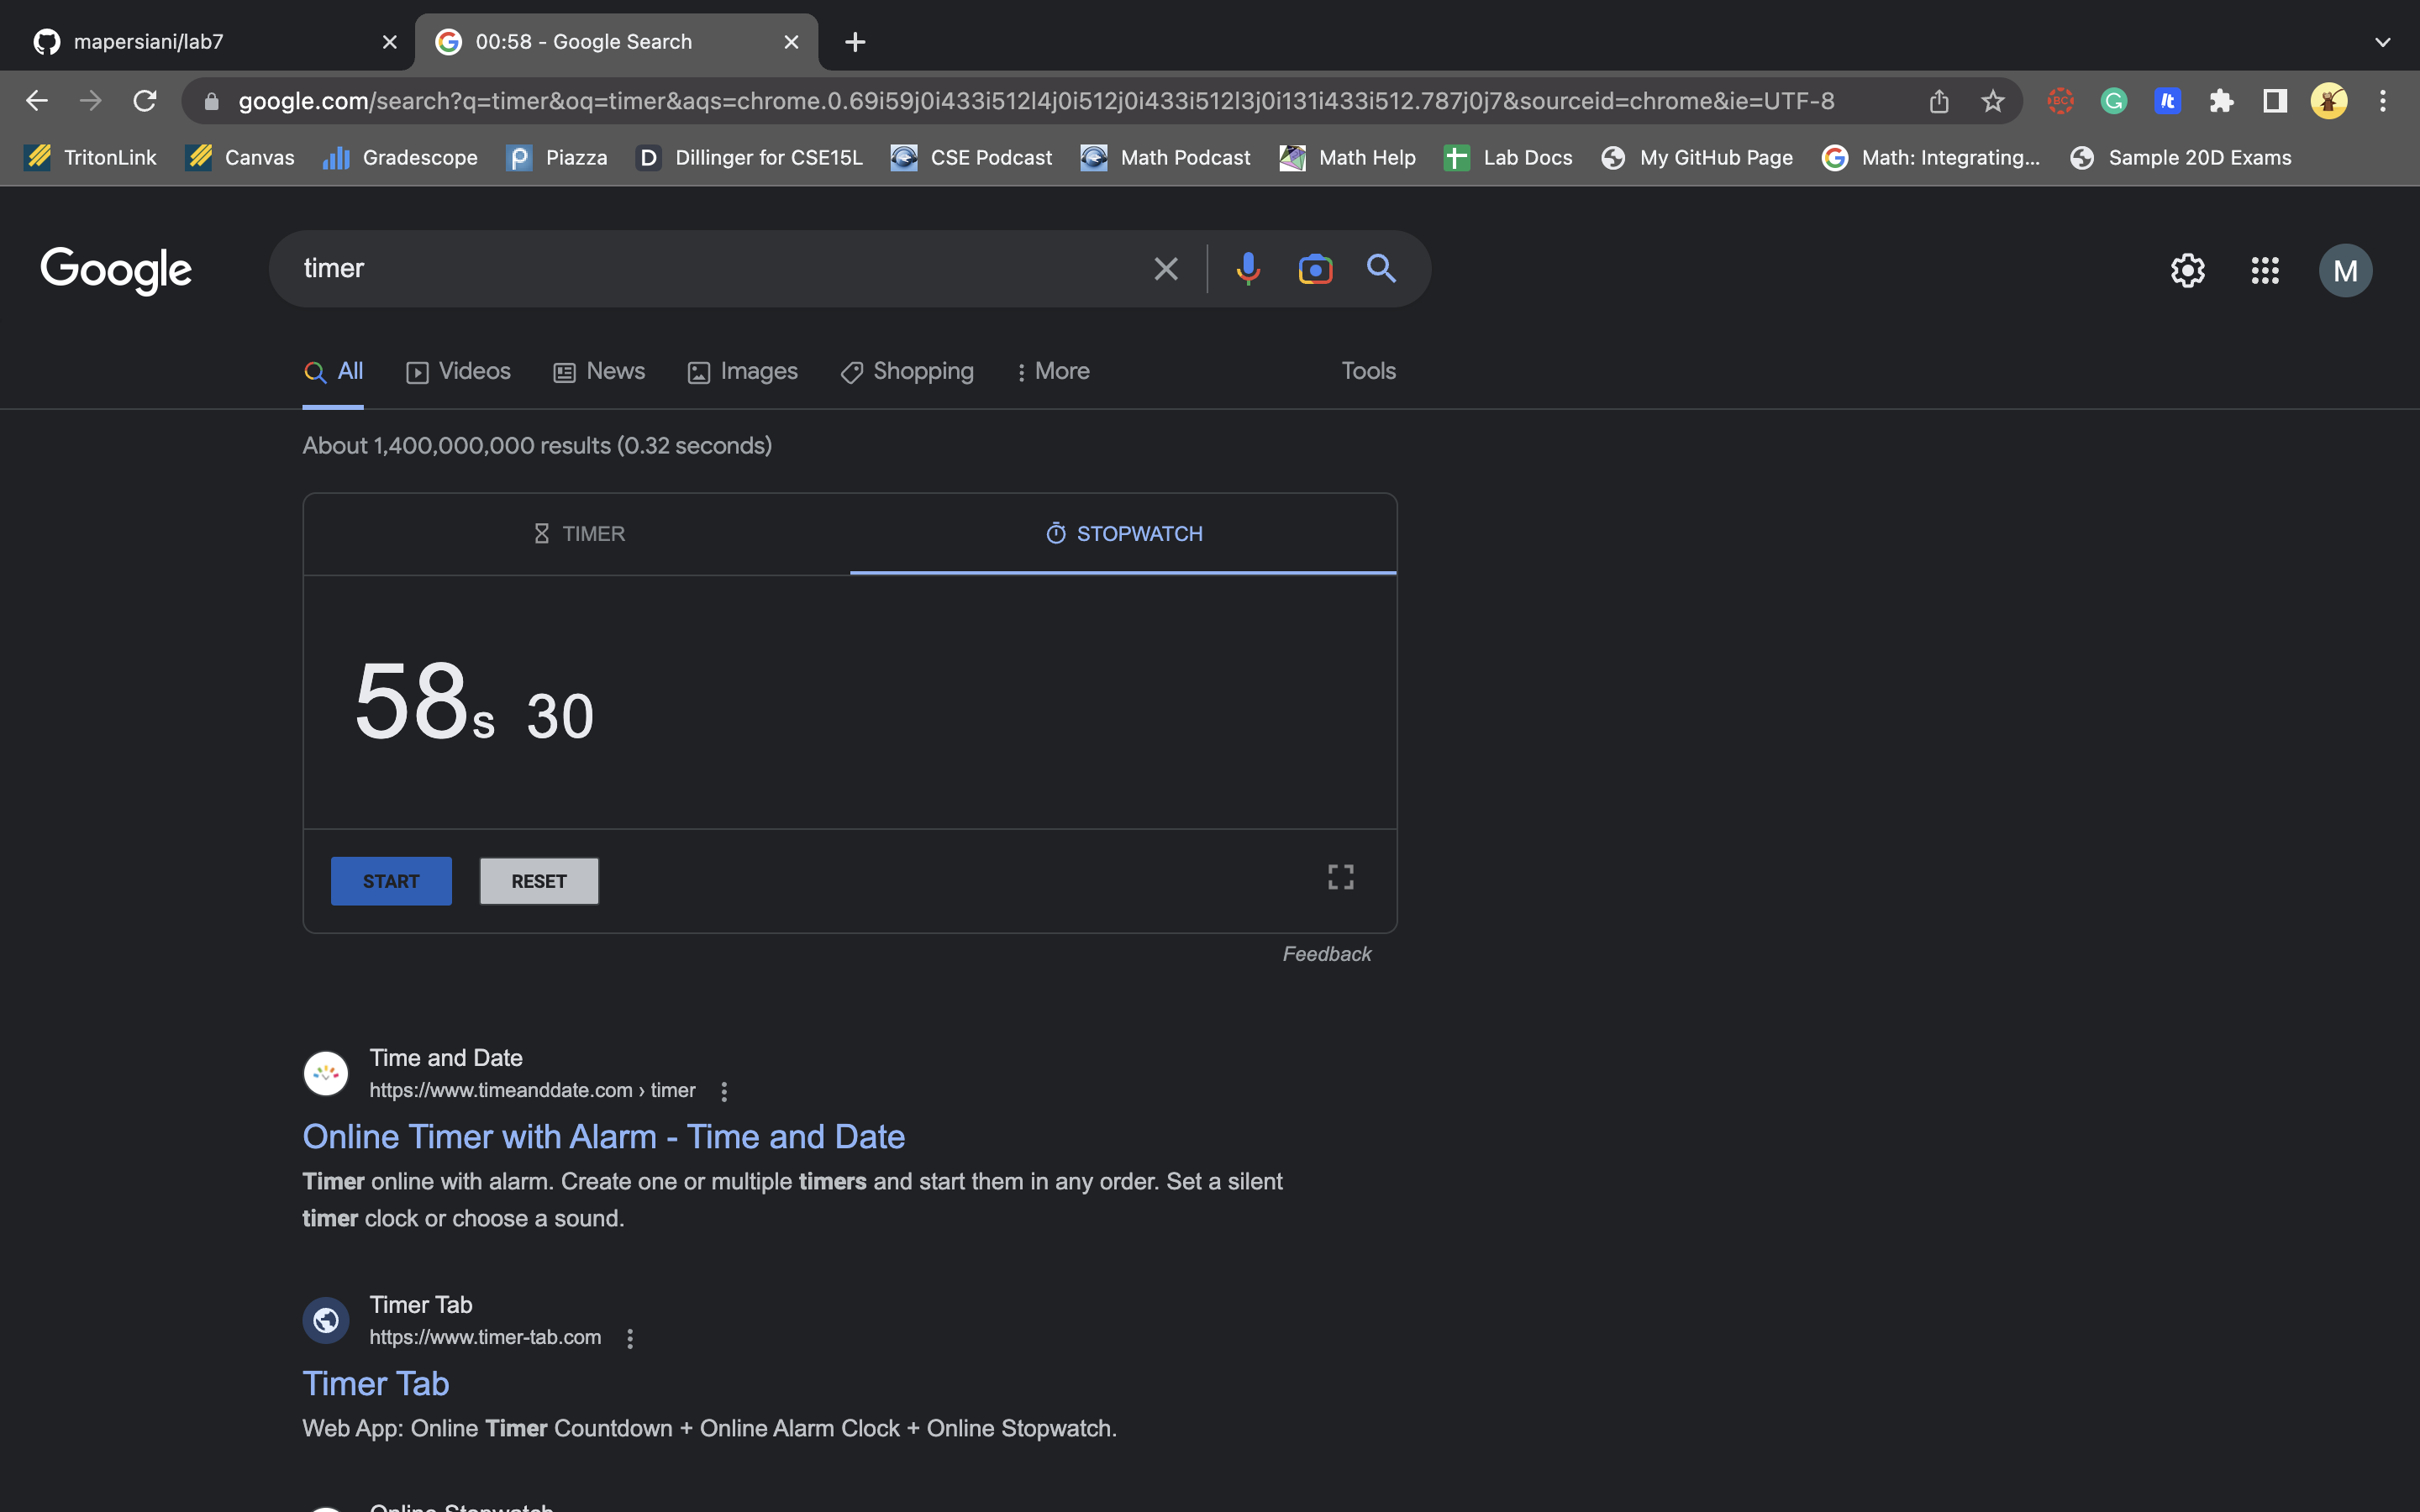 mapersiani/lab7
00:58 - Google Search
google.com/search?q=timer&oq=timer&aqs=chrome.0.69i59j0i433i512l4j0i512j0i433i512l3j0i131i433i512.787j0j7&sourceid=chrome&ie=UTF-8
TritonLink Canvas Gradescope Piazza Dillinger for CSE15L CSE Podcast Math Podcast Math Help Lab Docs My GitHub Page Math: Integrating... Sample 20D Exams
Google
timer
M
All Videos News Images Shopping More Tools
About 1,400,000,000 results (0.32 seconds)
TIMER STOPWATCH
58s 30
START RESET
Feedback
Time and Date
https://www.timeanddate.com › timer
Online Timer with Alarm - Time and Date
Timer online with alarm. Create one or multiple timers and start them in any order. Set a silent
timer clock or choose a sound.
Timer Tab
https://www.timer-tab.com
Timer Tab
Web App: Online Timer Countdown + Online Alarm Clock + Online Stopwatch.
Online Stopwatch